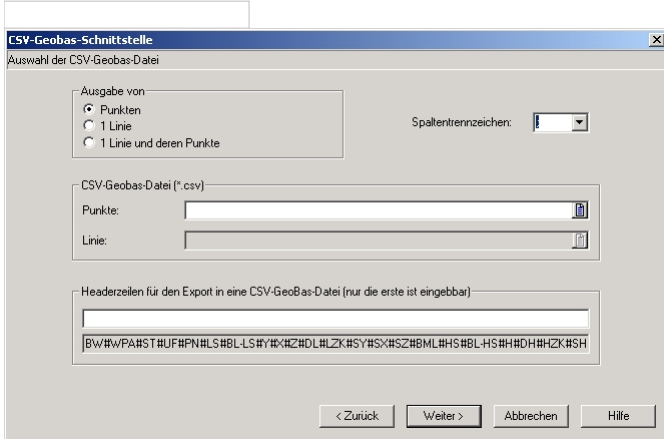 CSV-Geobas-Schnittstelle
Auswahl der CSV-Geobas-Datei
Ausgabe von
Punkten
1 Linie
1 Linie und deren Punkte
Spaltentrennzeichen:
CSV-Geobas-Datei (*.csv)
Punkte:
Linie:
Headerzeilen für den Export in eine CSV-GeoBas-Datei (nur die erste ist eingebbar)
BW#WPA#ST#UF#PN#LS#BL-LS#Y#X#Z#DL#LZK#SY#SX#SZ#BML#HS#BL-HS#H#DH#HZK#SH
< Zurück Weiter > Abbrechen Hilfe